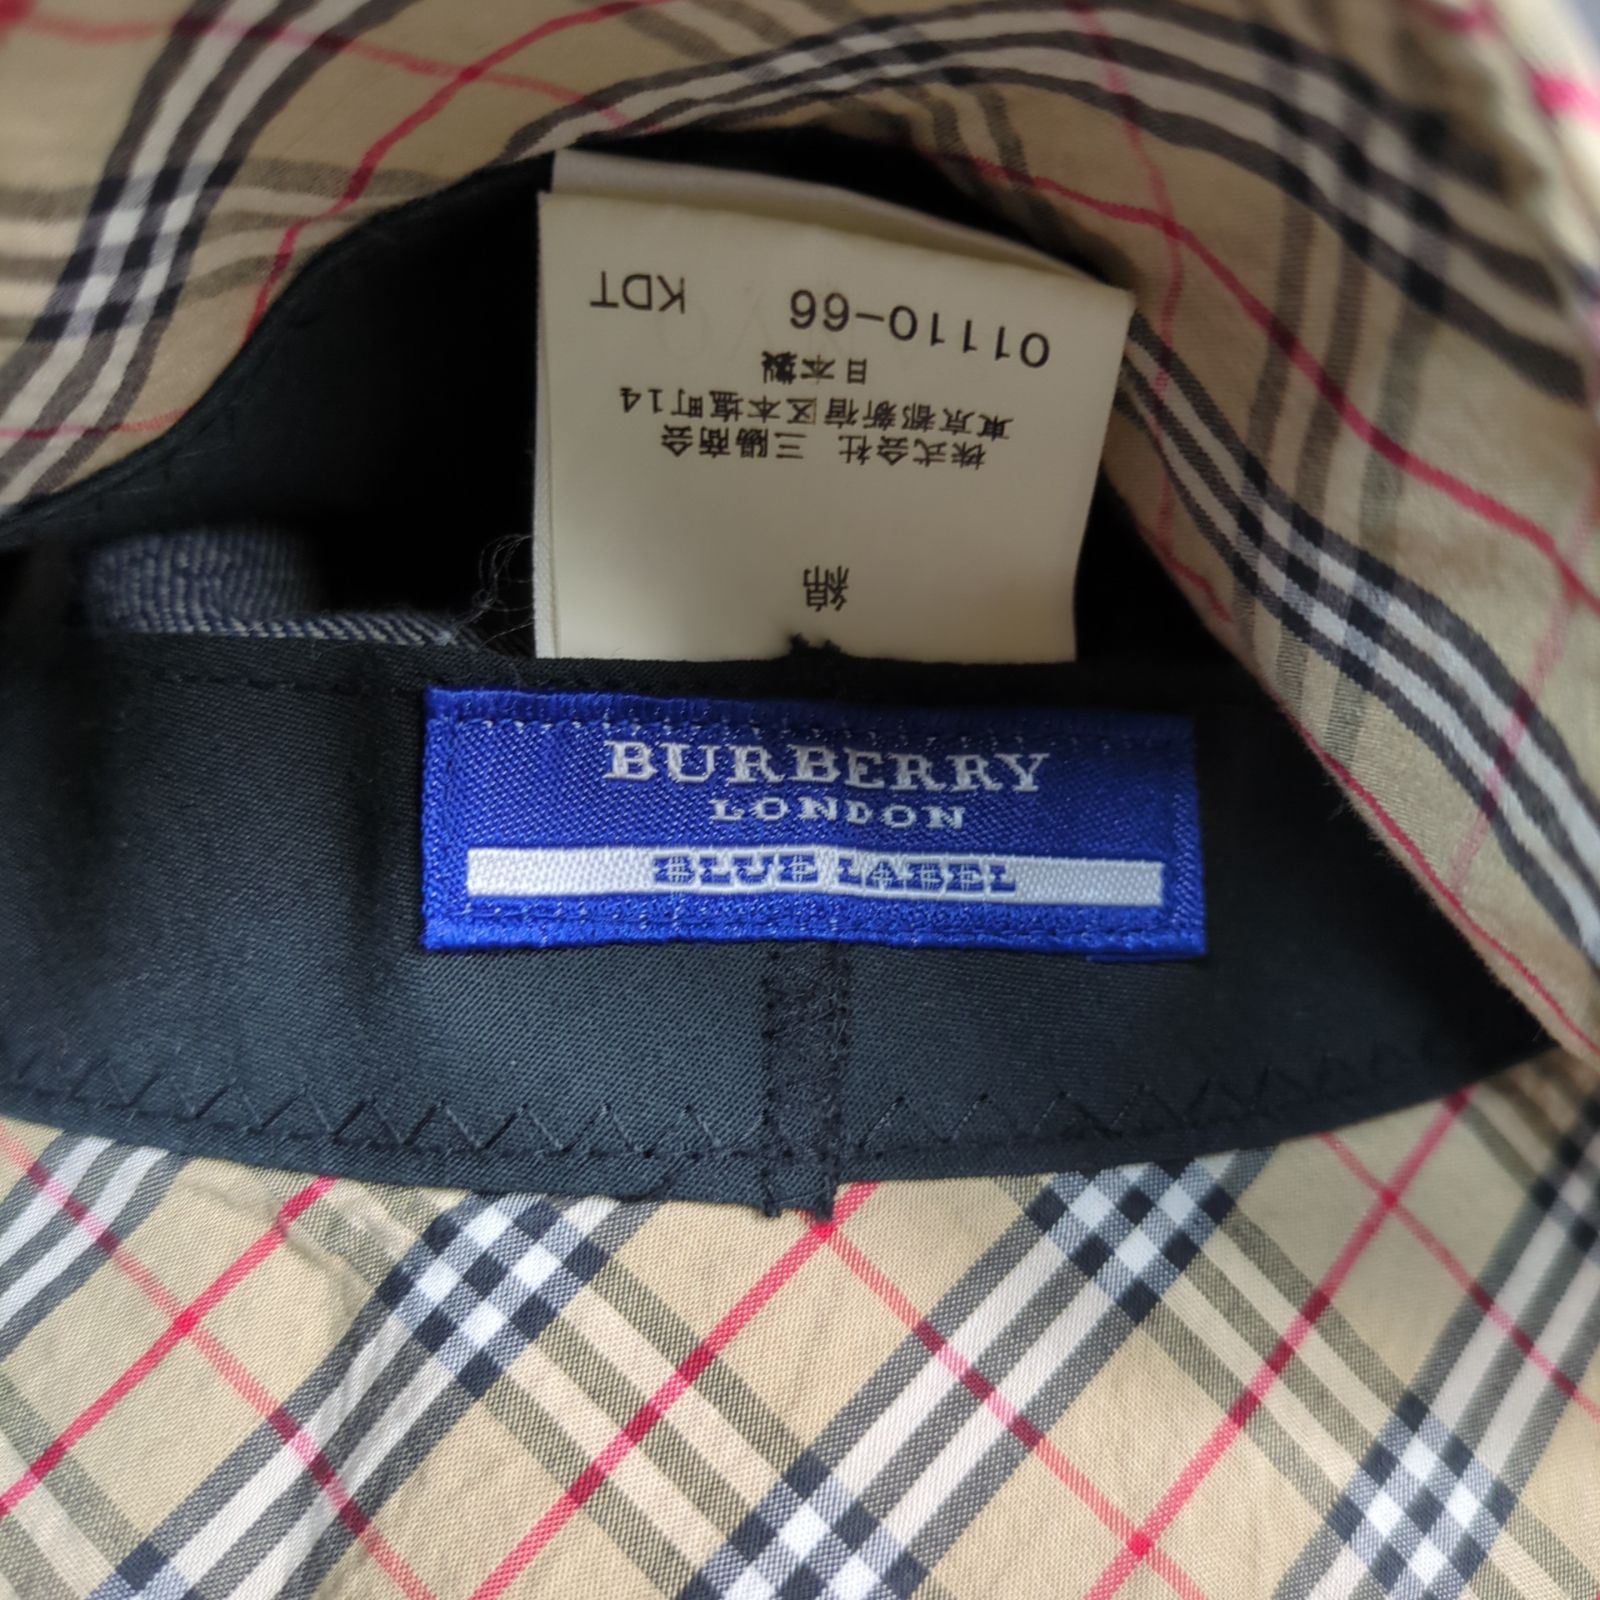 綿
株式会社 三陽商会
東京都新宿区本塩町14
日本製
01110-66 KDT
BURBERRY
LONDON
BLUE LABEL